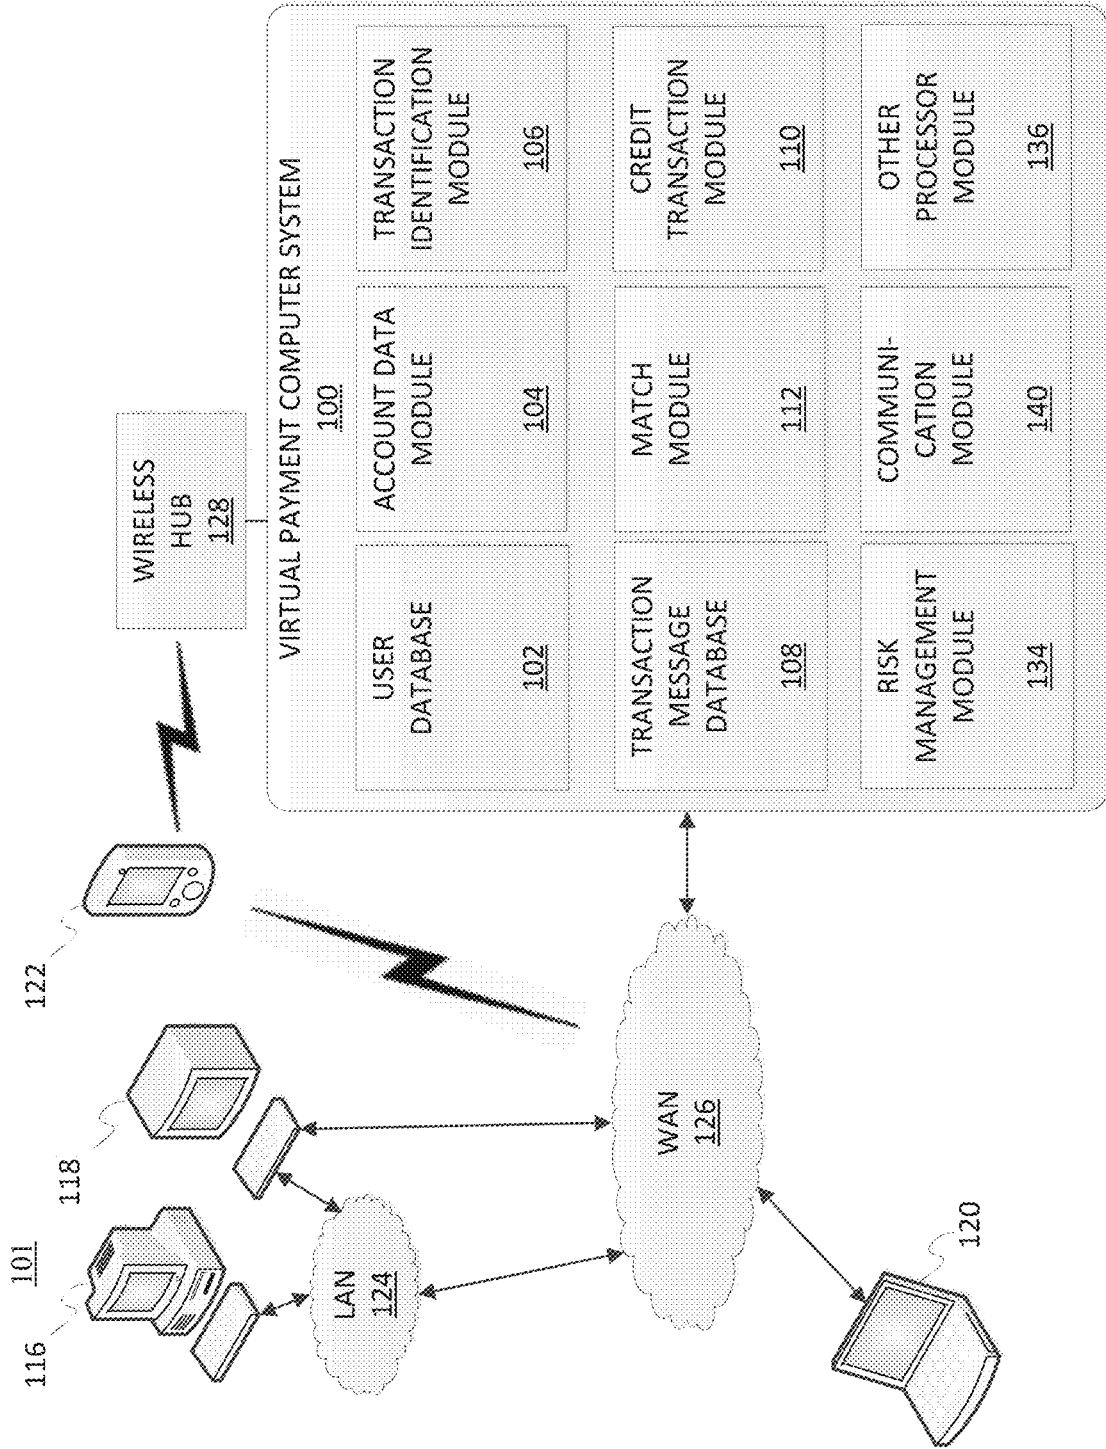 101
116
118
122
WIRELESS
HUB
128
LAN
124
WAN
126
120
VIRTUAL PAYMENT COMPUTER SYSTEM
100
USER
DATABASE
102
ACCOUNT DATA
MODULE
104
TRANSACTION
IDENTIFICATION
MODULE
106
TRANSACTION
MESSAGE
DATABASE
108
MATCH
MODULE
112
CREDIT
TRANSACTION
MODULE
110
RISK
MANAGEMENT
MODULE
134
COMMUNI-
CATION
MODULE
140
OTHER
PROCESSOR
MODULE
136